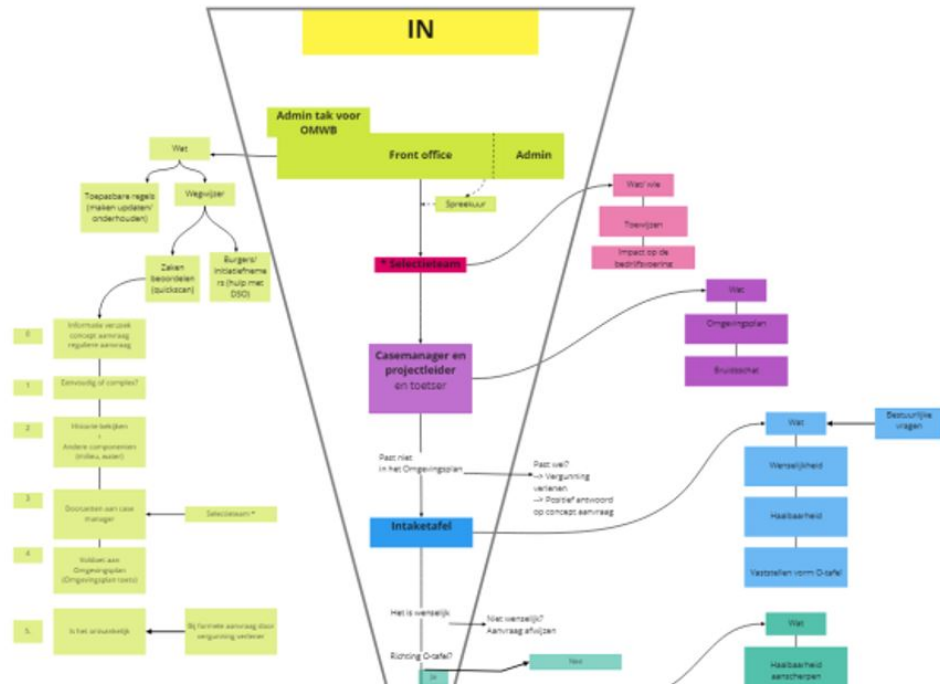 IN
Admin tak voor
OMWB
Front office
Admin
Spreekuur
Wat
Toepasbare regels
(maken updaten/
onderhouden)
Wegwijzer
Zaken
beoordelen
(quickscan)
Burgers/
initiatiefneme
rs (hulp met
DSO)
* Selectieteam
Wat/ wie
Toewijzen
Impact op de
bedrijfsvoering
Casemanager en
projectleider
en toetser
Wat
Omgevingsplan
Bruidsschat
0
Informatie verzoek
concept aanvraag
reguliere aanvraag
1
Eenvoudig of complex?
2
Historie bekijken
+
Andere componenten
(milieu, water)
3
Doorzetten aan case
manager
Selectieteam *
4
Voldoet aan
Omgevingsplan
(Omgevingsplan toets)
5.
Is het
Bij formele aanvraag door
vergunning verlener
Past niet
in het Omgevingsplan
Past wel?
--> Vergunning
verlenen
--> Positief antwoord
op concept aanvraag
Intaketafel
Wat
Bestuurlijke
vragen
Wenselijkheid
Haalbaarheid
Vaststellen vorm O-tafel
Het is wenselijk
Niet wenselijk?
Aanvraag afwijzen
Richting O-tafel?
Nee
Ja
Wat
Haalbaarheid
aanscherpen